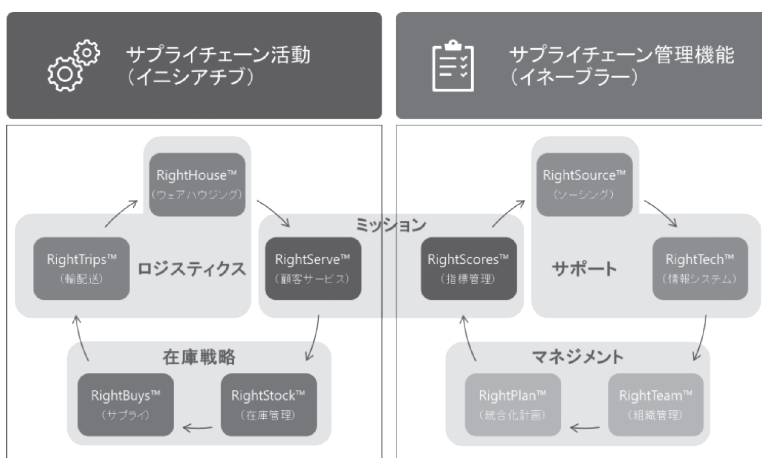 サプライチェーン活動
（イニシアチブ）
サプライチェーン管理機能
（イネーブラー）
RightHouse™
（ウェアハウジング）
RightSource™
（ソーシング）
ミッション
RightTrips™
（輸配送）
ロジスティクス
RightServe™
（顧客サービス）
RightScores™
（指標管理）
サポート
RightTech™
（情報システム）
在庫戦略
マネジメント
RightBuys™
（サプライ）
RightStock™
（在庫管理）
RightPlan™
（統合化計画）
RightTeam™
（組織管理）